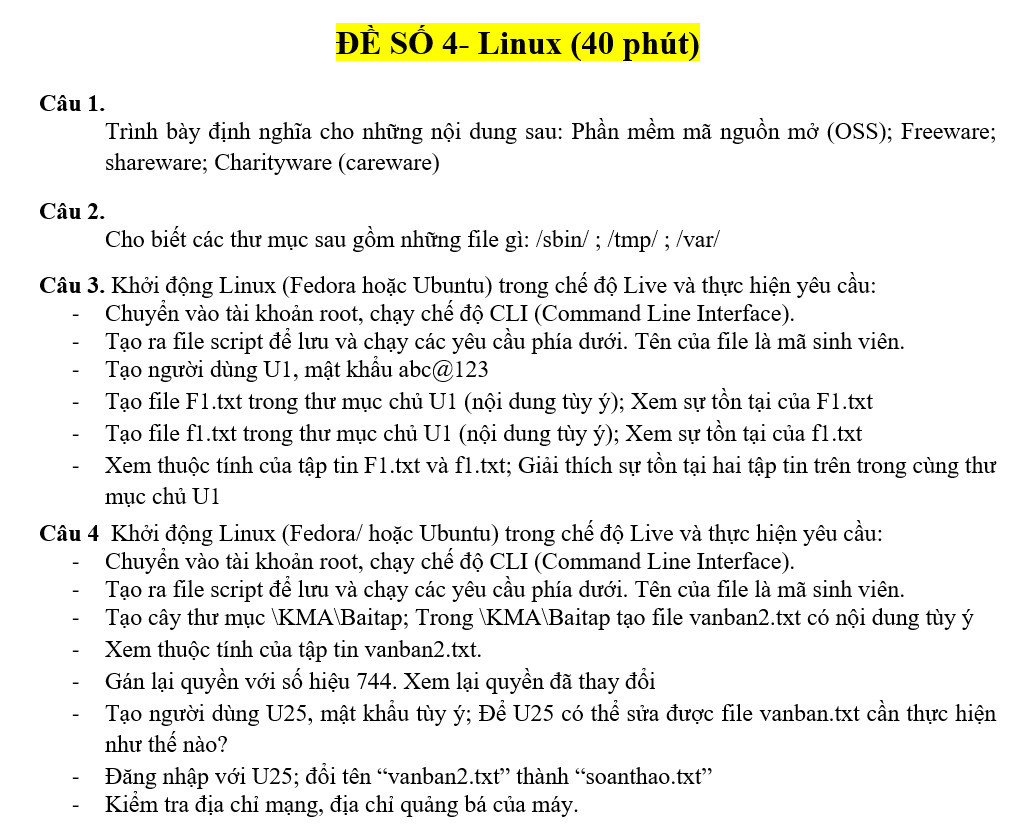 ĐỀ SỐ 4- Linux (40 phút)
Câu 1.
Trình bày định nghĩa cho những nội dung sau: Phần mềm mã nguồn mở (OSS); Freeware;
shareware; Charityware (careware)
Câu 2.
Cho biết các thư mục sau gồm những file gì: /sbin/ ; /tmp/ ; /var/
Câu 3. Khởi động Linux (Fedora hoặc Ubuntu) trong chế độ Live và thực hiện yêu cầu:
- Chuyển vào tài khoản root, chạy chế độ CLI (Command Line Interface).
- Tạo ra file script để lưu và chạy các yêu cầu phía dưới. Tên của file là mã sinh viên.
- Tạo người dùng U1, mật khẩu abc@123
- Tạo file F1.txt trong thư mục chủ U1 (nội dung tùy ý); Xem sự tồn tại của F1.txt
- Tạo file f1.txt trong thư mục chủ U1 (nội dung tùy ý); Xem sự tồn tại của f1.txt
- Xem thuộc tính của tập tin F1.txt và f1.txt; Giải thích sự tồn tại hai tập tin trên trong cùng thư
mục chủ U1
Câu 4 Khởi động Linux (Fedora/ hoặc Ubuntu) trong chế độ Live và thực hiện yêu cầu:
- Chuyển vào tài khoản root, chạy chế độ CLI (Command Line Interface).
- Tạo ra file script để lưu và chạy các yêu cầu phía dưới. Tên của file là mã sinh viên.
- Tạo cây thư mục \KMA\Baitap; Trong \KMA\Baitap tạo file vanban2.txt có nội dung tùy ý
- Xem thuộc tính của tập tin vanban2.txt.
- Gán lại quyền với số hiệu 744. Xem lại quyền đã thay đổi
- Tạo người dùng U25, mật khẩu tùy ý; Để U25 có thể sửa được file vanban.txt cần thực hiện
như thế nào?
- Đăng nhập với U25; đổi tên “vanban2.txt” thành “soanthao.txt”
- Kiểm tra địa chỉ mạng, địa chỉ quảng bá của máy.